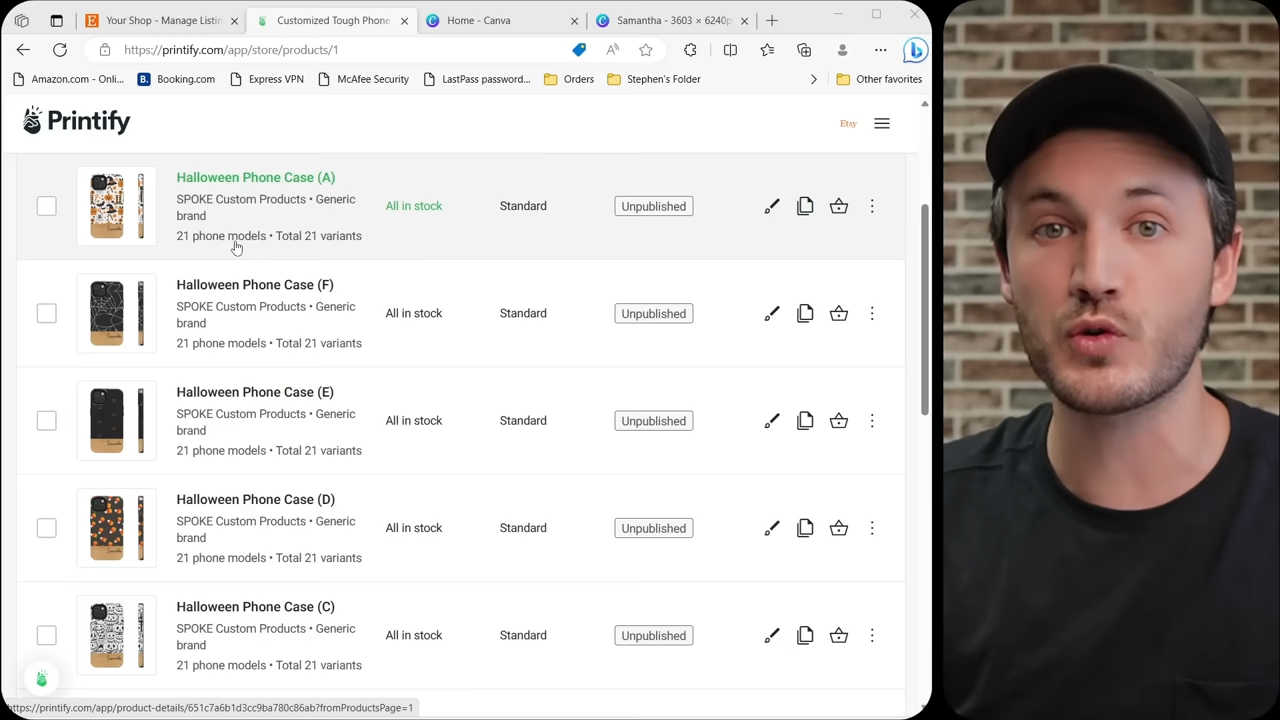 Your Shop - Manage Listin
Customized Tough Phone
Home - Canva
Samantha - 3603 × 6240p
https://printify.com/app/store/products/1
Amazon.com - Onli...
B. Booking.com
Express VPN
McAfee Security
LastPass password...
Orders
Stephen's Folder
Other favorites
Printify
Etsy
Halloween Phone Case (A)
SPOKE Custom Products • Generic
brand
21 phone models • Total 21 variants
All in stock
Standard
Unpublished
Halloween Phone Case (F)
SPOKE Custom Products • Generic
brand
21 phone models • Total 21 variants
All in stock
Standard
Unpublished
Halloween Phone Case (E)
SPOKE Custom Products • Generic
brand
21 phone models • Total 21 variants
All in stock
Standard
Unpublished
Halloween Phone Case (D)
SPOKE Custom Products • Generic
brand
21 phone models • Total 21 variants
All in stock
Standard
Unpublished
Halloween Phone Case (C)
SPOKE Custom Products • Generic
brand
21 phone models • Total 21 variants
All in stock
Standard
Unpublished
https://printify.com/app/product-details/651c7a6b1d3cc9ba780c86ab?fromProductsPage=1